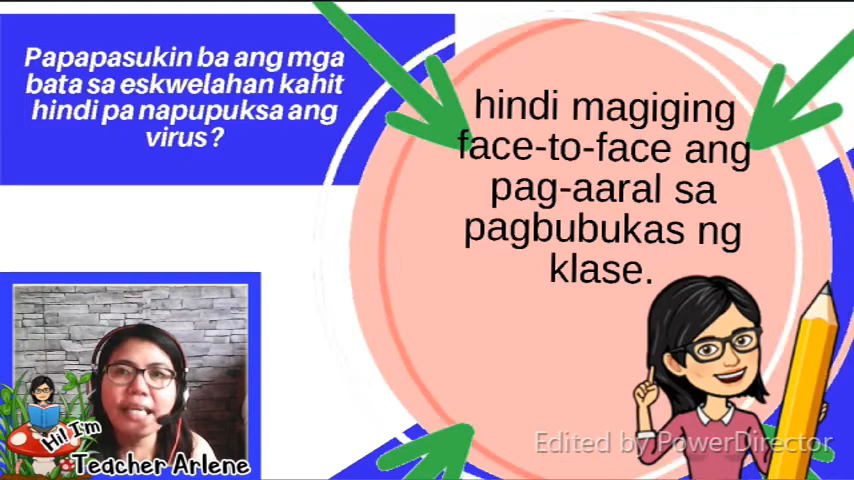 Papapasukin ba ang mga
bata sa eskwelahan kahit
hindi pa napupuksa ang
virus?
hindi magiging
face-to-face ang
pag-aaral sa
pagbubukas ng
klase.
Hi! I'm
Teacher Arlene
Edited by PowerDirector